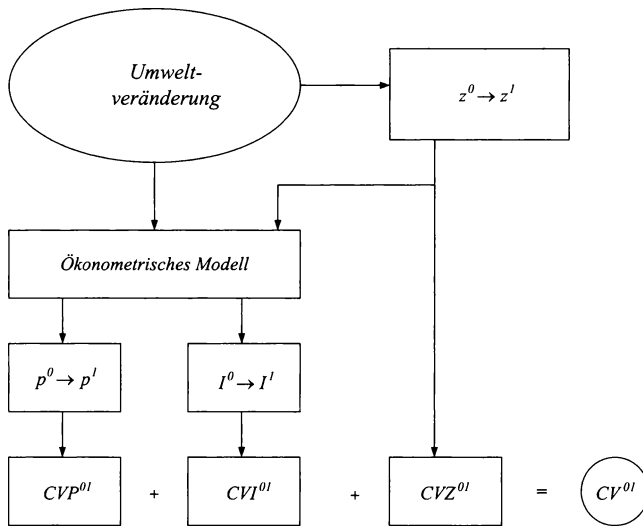 Umwelt-
veränderung
z⁰ → z¹
Ökonometrisches Modell
p⁰ → p¹
I⁰ → I¹
CVP⁰¹ + CVI⁰¹ + CVZ⁰¹ = CV⁰¹